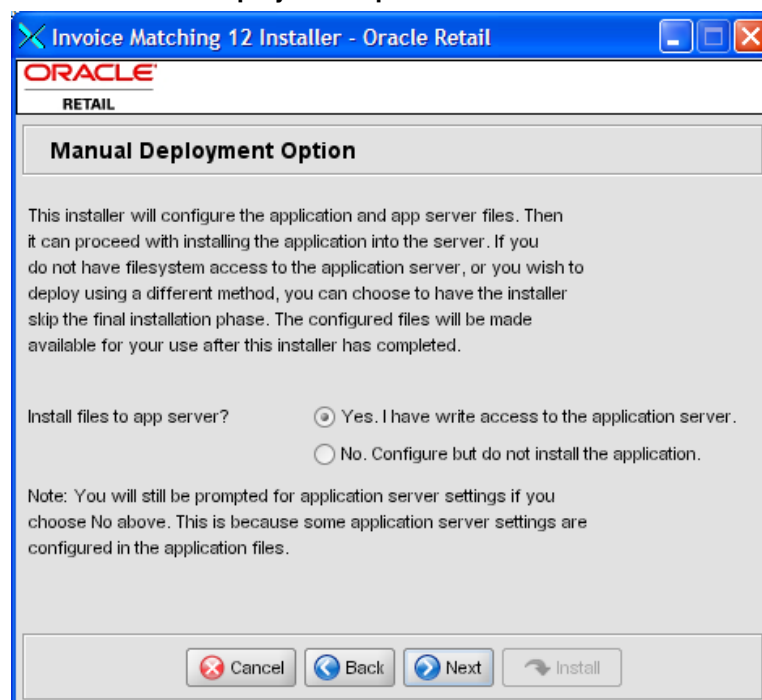 Invoice Matching 12 Installer - Oracle Retail
ORACLE
RETAIL
Manual Deployment Option
This installer will configure the application and app server files. Then
it can proceed with installing the application into the server. If you
do not have filesystem access to the application server, or you wish to
deploy using a different method, you can choose to have the installer
skip the final installation phase. The configured files will be made
available for your use after this installer has completed.
Install files to app server?
Yes. I have write access to the application server.
No. Configure but do not install the application.
Note: You will still be prompted for application server settings if you
choose No above. This is because some application server settings are
configured in the application files.
Cancel Back Next Install